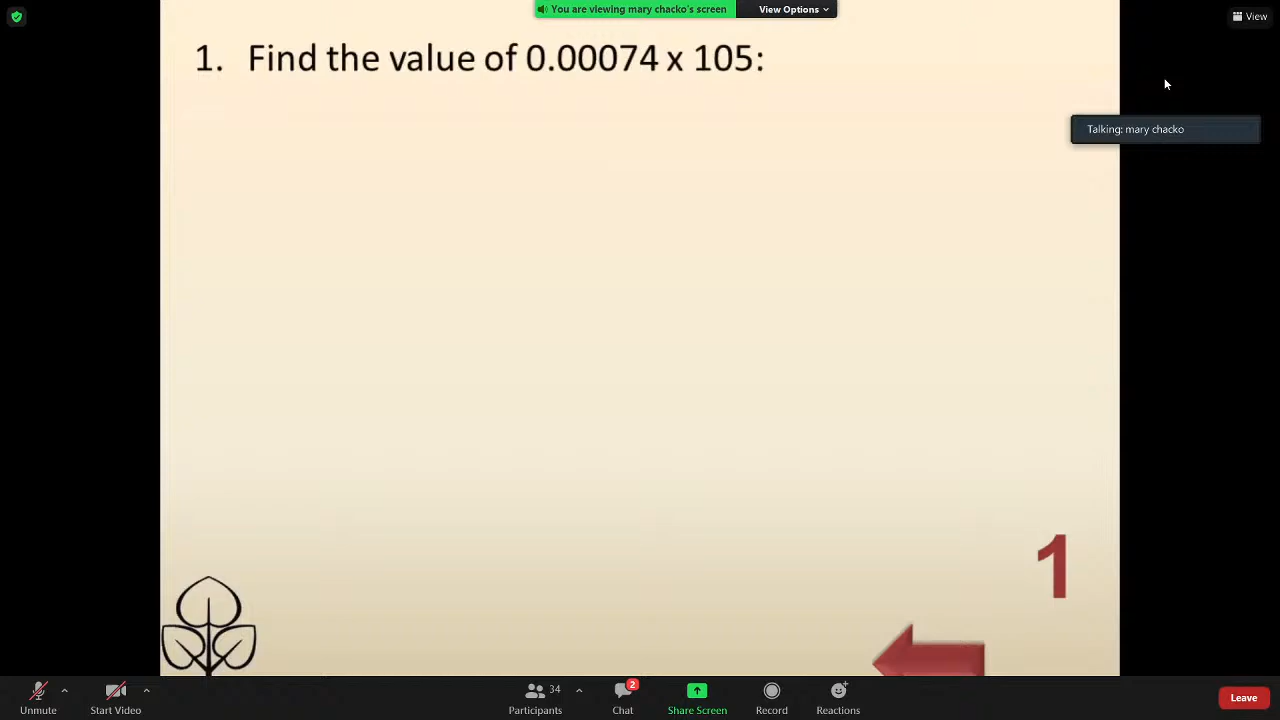 You are viewing mary chacko's screen
View Options
View
1. Find the value of 0.00074 x 105:
Talking: mary chacko
1
Unmute
Start Video
34
Participants
2
Chat
Share Screen
Record
Reactions
Leave